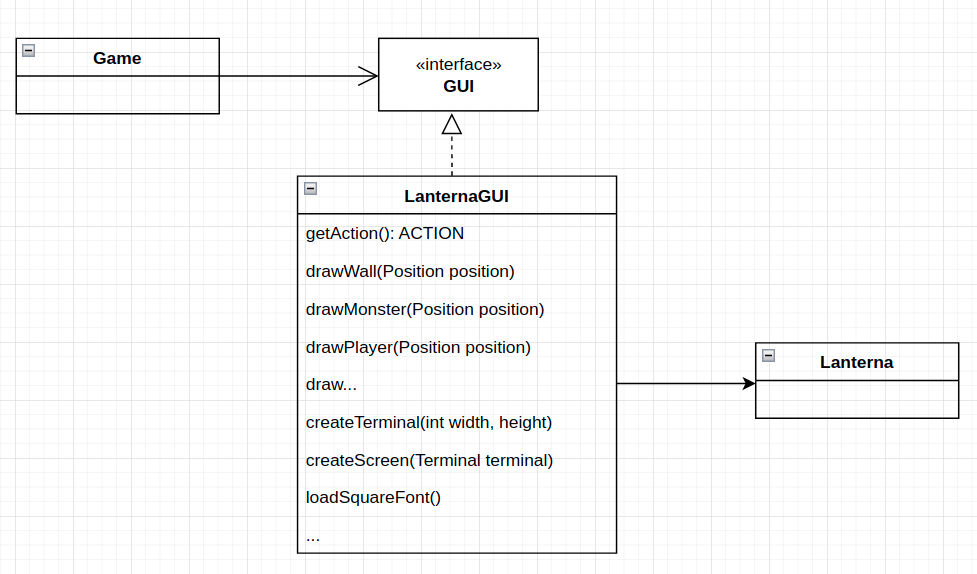 Game
«interface»
GUI
LanternaGUI
getAction(): ACTION
drawWall(Position position)
drawMonster(Position position)
drawPlayer(Position position)
draw...
createTerminal(int width, height)
createScreen(Terminal terminal)
loadSquareFont()
...
Lanterna